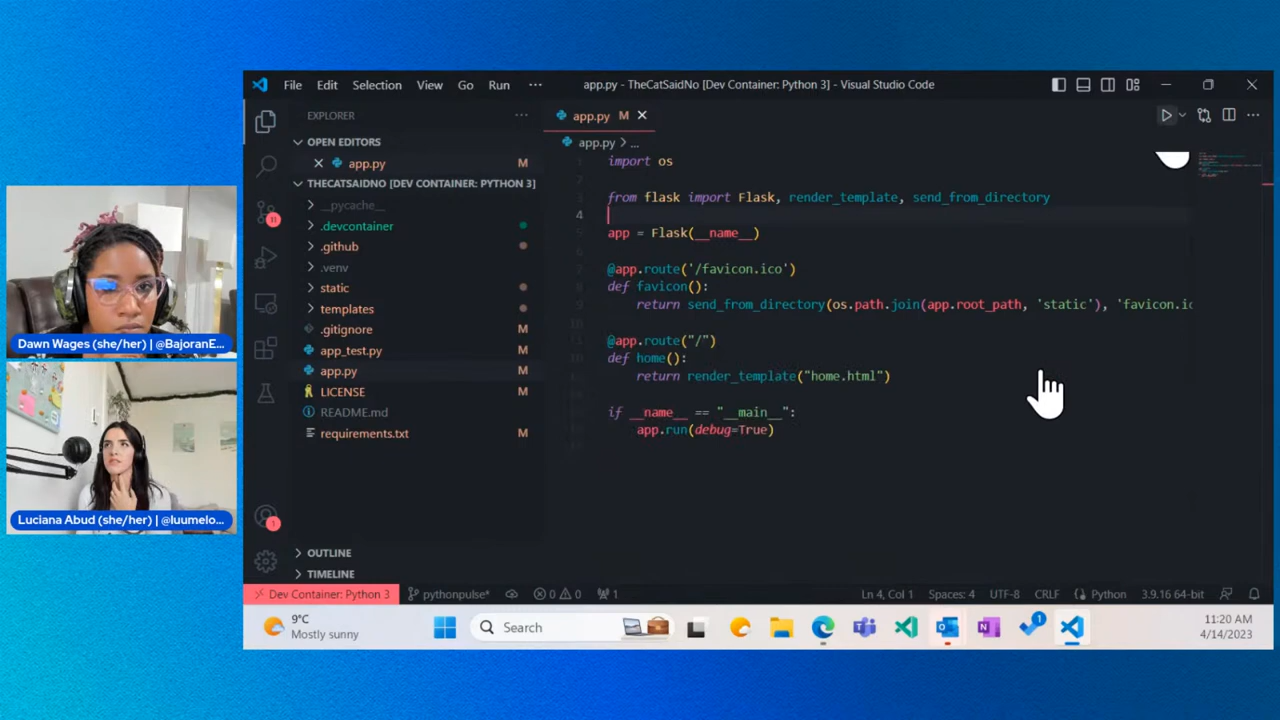 File Edit Selection View Go Run ··· app.py - TheCatSaidNo [Dev Container: Python 3] - Visual Studio Code
EXPLORER ···
OPEN EDITORS
app.py M
THECATSAIDNO [DEV CONTAINER: PYTHON 3]
__pycache__
.devcontainer
.github
.venv
static
templates
.gitignore M
app_test.py M
app.py M
LICENSE M
README.md
requirements.txt M
OUTLINE
TIMELINE
11
1
app.py M
app.py > ...
import os
from flask import Flask, render_template, send_from_directory
4
app = Flask(__name__)
@app.route('/favicon.ico')
def favicon():
return send_from_directory(os.path.join(app.root_path, 'static'), 'favicon.ic
@app.route("/")
def home():
return render_template("home.html")
if __name__ == "__main__":
app.run(debug=True)
Dawn Wages (she/her) | @BajoranE...
Luciana Abud (she/her) | @luumelo...
Dev Container: Python 3 pythonpulse* 0 0 1 Ln 4, Col 1 Spaces: 4 UTF-8 CRLF Python 3.9.16 64-bit
9°C
Mostly sunny
Search
1
11:20 AM
4/14/2023